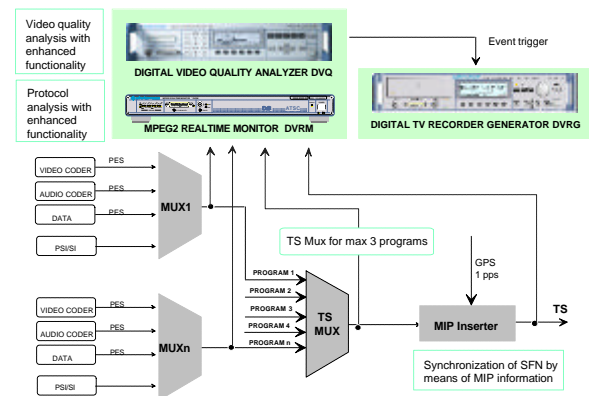 Video quality
analysis with
enhanced
functionality
Event trigger
DIGITAL VIDEO QUALITY ANALYZER DVQ
Protocol
analysis with
enhanced
functionality
MPEG2 REALTIME MONITOR DVRM
DIGITAL TV RECORDER GENERATOR DVRG
VIDEO CODER
PES
AUDIO CODER
PES
DATA
PES
PSI/SI
MUX1
TS Mux for max 3 programs
GPS
1 pps
PROGRAM 1
PROGRAM 2
PROGRAM 3
PROGRAM 4
PROGRAM n
TS
MUX
MIP Inserter
TS
VIDEO CODER
PES
AUDIO CODER
PES
DATA
PES
PSI/SI
MUXn
Synchronization of SFN by
means of MIP information